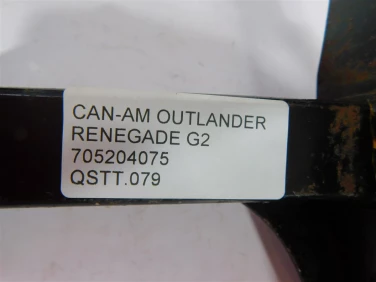 CAN-AM OUTLANDER
RENEGADE G2
705204075
QSTT.079